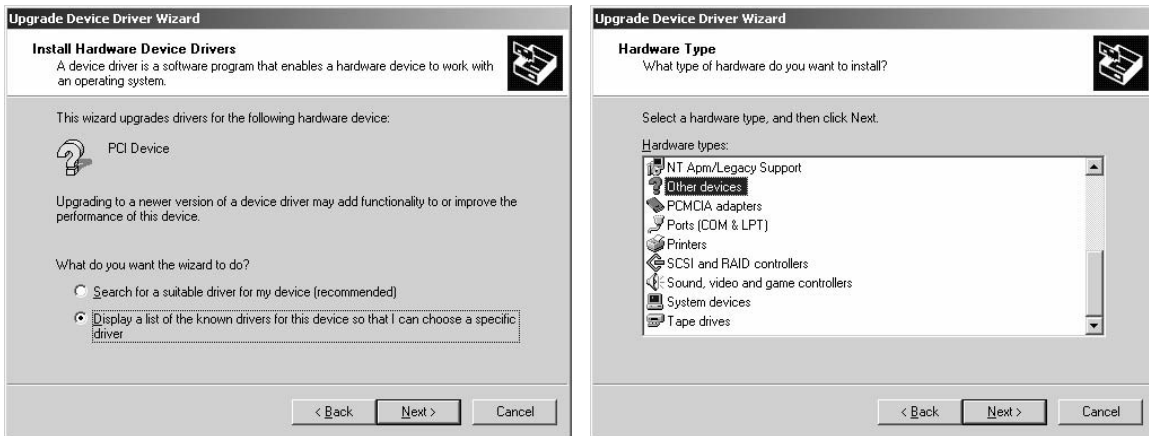 Upgrade Device Driver Wizard
Install Hardware Device Drivers
A device driver is a software program that enables a hardware device to work with
an operating system.
This wizard upgrades drivers for the following hardware device:
PCI Device
Upgrading to a newer version of a device driver may add functionality to or improve the
performance of this device.
What do you want the wizard to do?
Search for a suitable driver for my device (recommended)
Display a list of the known drivers for this device so that I can choose a specific
driver
< Back
Next >
Cancel
Upgrade Device Driver Wizard
Hardware Type
What type of hardware do you want to install?
Select a hardware type, and then click Next.
Hardware types:
NT Apm/Legacy Support
Other devices
PCMCIA adapters
Ports (COM & LPT)
Printers
SCSI and RAID controllers
Sound, video and game controllers
System devices
Tape drives
< Back
Next >
Cancel